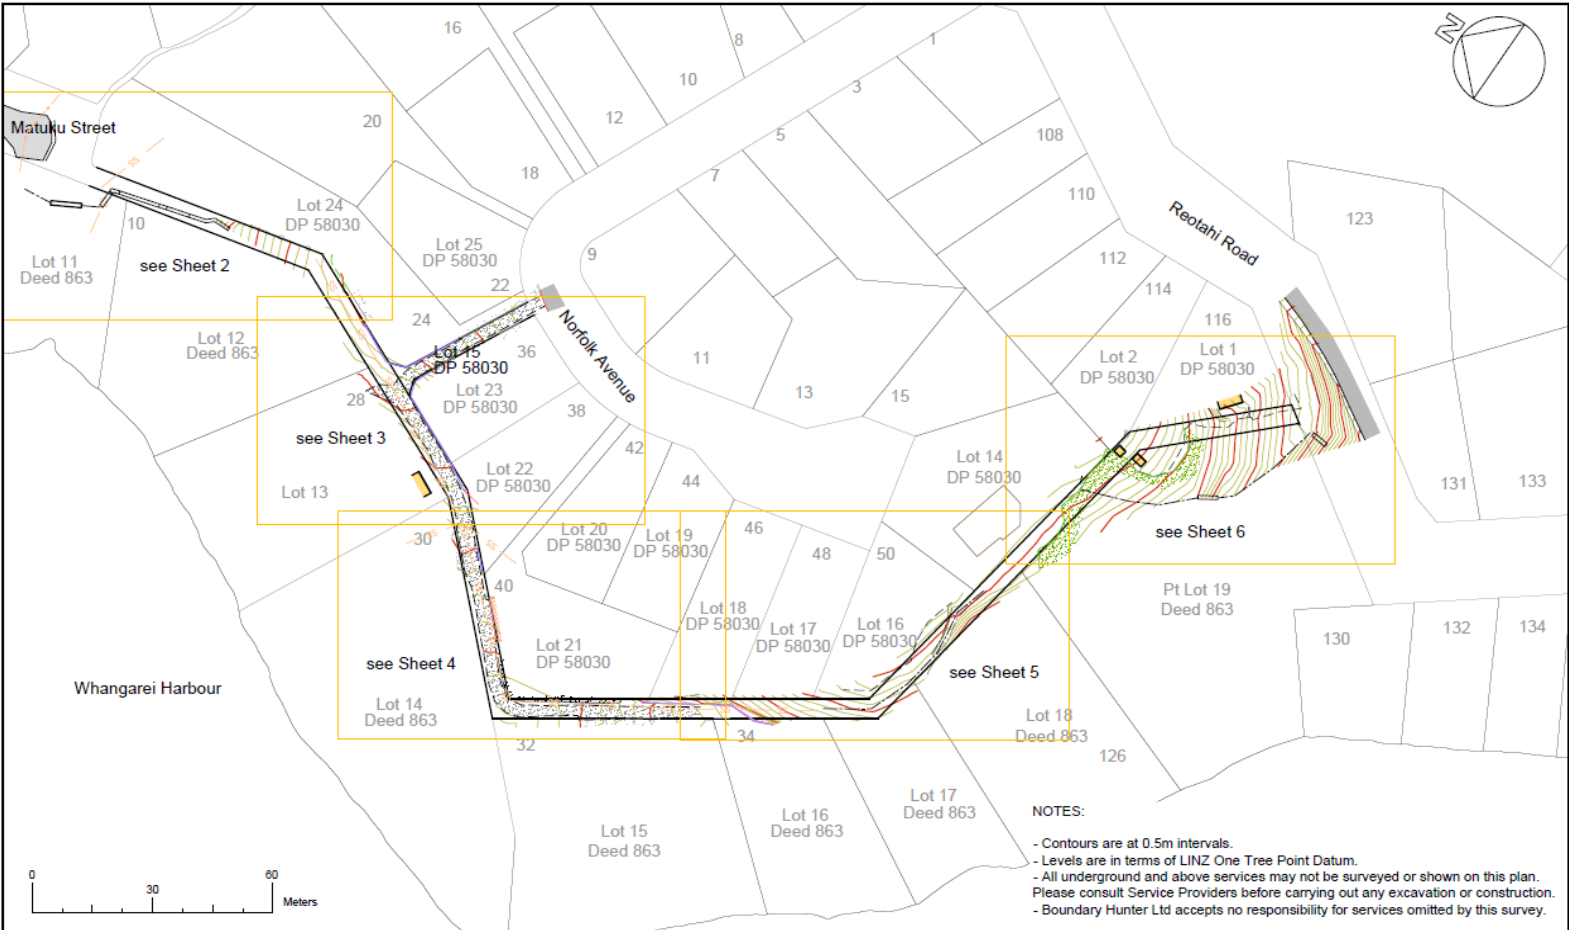 16
8
1
10
3
12
5
108
20
Matuku Street
SS
N
18
7
110
123
Reotahi Road
Lot 24
DP 58030
10
Lot 25
DP 58030
9
112
Lot 11
Deed 863
see Sheet 2
22
114
24
116
Norfolk Avenue
Lot 12
Deed 863
Lot 15
DP 58030
36
11
Lot 2
DP 58030
Lot 1
DP 58030
28
Lot 23
DP 58030
38
13
15
see Sheet 3
42
Lot 14
DP 58030
Lot 22
DP 58030
44
131
133
Lot 13
30
SS
Lot 20
DP 58030
Lot 19
DP 58030
46
48
50
see Sheet 6
40
Lot 18
DP 58030
Lot 17
DP 58030
Lot 16
DP 58030
Pt Lot 19
Deed 863
130
132
134
Lot 21
DP 58030
see Sheet 4
see Sheet 5
Whangarei Harbour
Lot 14
Deed 863
32
34
Lot 18
Deed 863
126
Lot 15
Deed 863
Lot 16
Deed 863
Lot 17
Deed 863
NOTES:
- Contours are at 0.5m intervals.
- Levels are in terms of LINZ One Tree Point Datum.
- All underground and above services may not be surveyed or shown on this plan.
Please consult Service Providers before carrying out any excavation or construction.
- Boundary Hunter Ltd accepts no responsibility for services omitted by this survey.
0
30
60
Meters